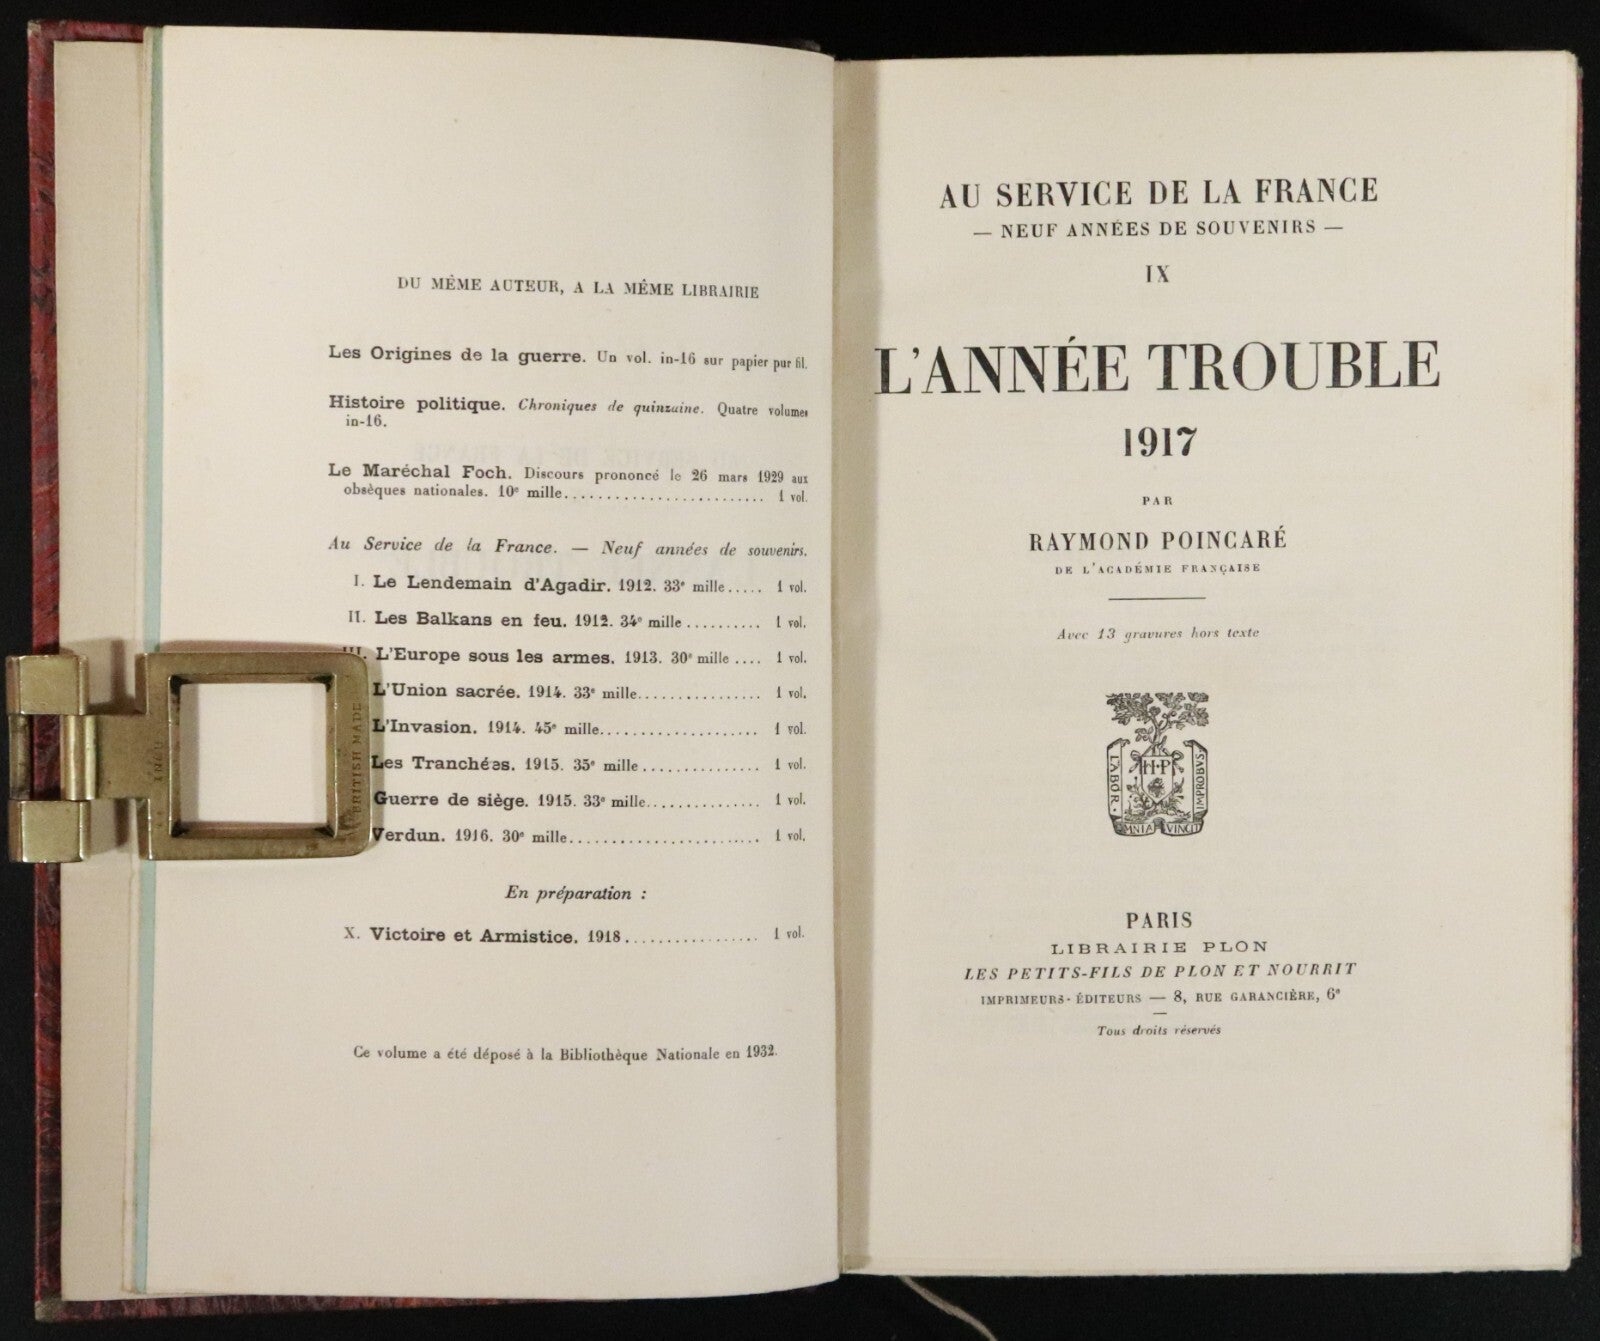 DU MÊME AUTEUR, A LA MÊME LIBRAIRIE
Les Origines de la guerre. Un vol. in-16 sur papier pur fil.
Histoire politique. Chroniques de quinzaine. Quatre volumes
in-16.
Le Maréchal Foch. Discours prononcé le 26 mars 1929 aux
obsèques nationales. 10e mille........................ 1 vol.
Au Service de la France. — Neuf années de souvenirs.
I. Le Lendemain d'Agadir. 1912. 33e mille..... 1 vol.
II. Les Balkans en feu. 1912. 34e mille.......... 1 vol.
III. L'Europe sous les armes. 1913. 30e mille.... 1 vol.
L'Union sacrée. 1914. 33e mille................ 1 vol.
L'Invasion. 1914. 45e mille................... 1 vol.
Les Tranchées. 1915. 35e mille............... 1 vol.
Guerre de siège. 1915. 33e mille............... 1 vol.
Verdun. 1916. 30e mille....................... 1 vol.
En préparation :
X. Victoire et Armistice. 1918................ 1 vol.
Ce volume a été déposé à la Bibliothèque Nationale en 1932.
BRITISH MADE
AU SERVICE DE LA FRANCE
— NEUF ANNÉES DE SOUVENIRS —
IX
L'ANNÉE TROUBLE
1917
PAR
RAYMOND POINCARÉ
DE L'ACADÉMIE FRANÇAISE
Avec 13 gravures hors texte
H·P
LABOR·
OMNIA VINCIT
IMPROBVS
PARIS
LIBRAIRIE PLON
LES PETITS-FILS DE PLON ET NOURRIT
IMPRIMEURS-ÉDITEURS — 8, RUE GARANCIÈRE, 6e
Tous droits réservés